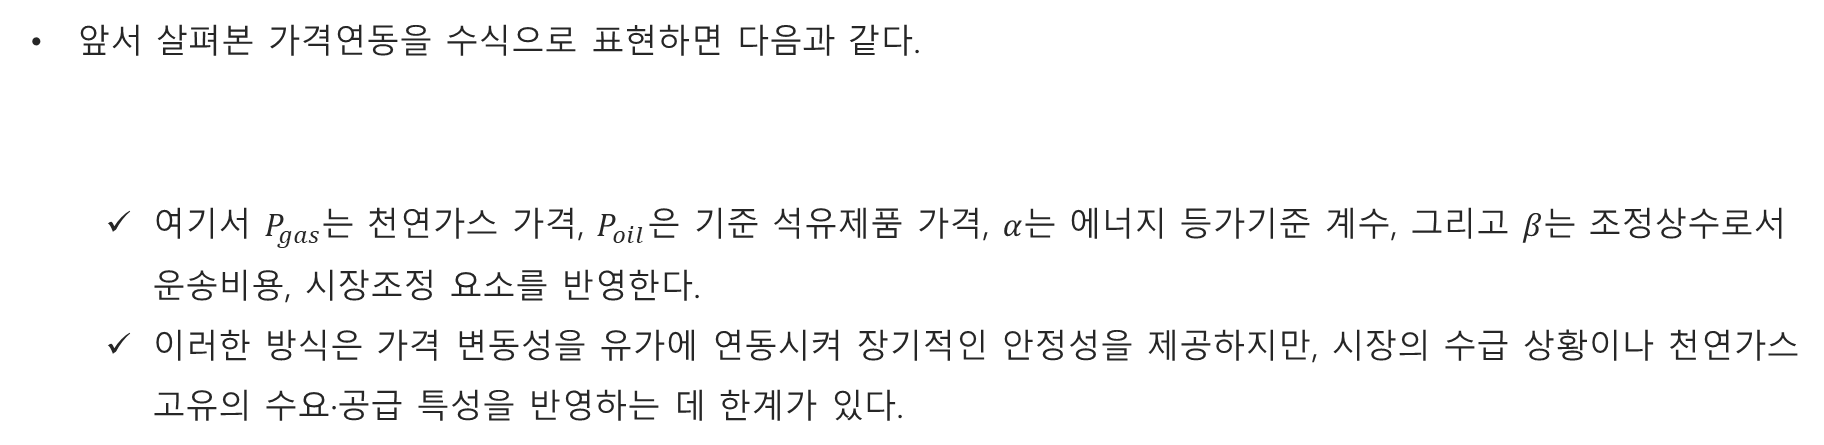 • 앞서 살펴본 가격연동을 수식으로 표현하면 다음과 같다.
✓ 여기서 P_gas는 천연가스 가격, P_oil은 기준 석유제품 가격, α는 에너지 등가기준 계수, 그리고 β는 조정상수로서
운송비용, 시장조정 요소를 반영한다.
✓ 이러한 방식은 가격 변동성을 유가에 연동시켜 장기적인 안정성을 제공하지만, 시장의 수급 상황이나 천연가스
고유의 수요·공급 특성을 반영하는 데 한계가 있다.